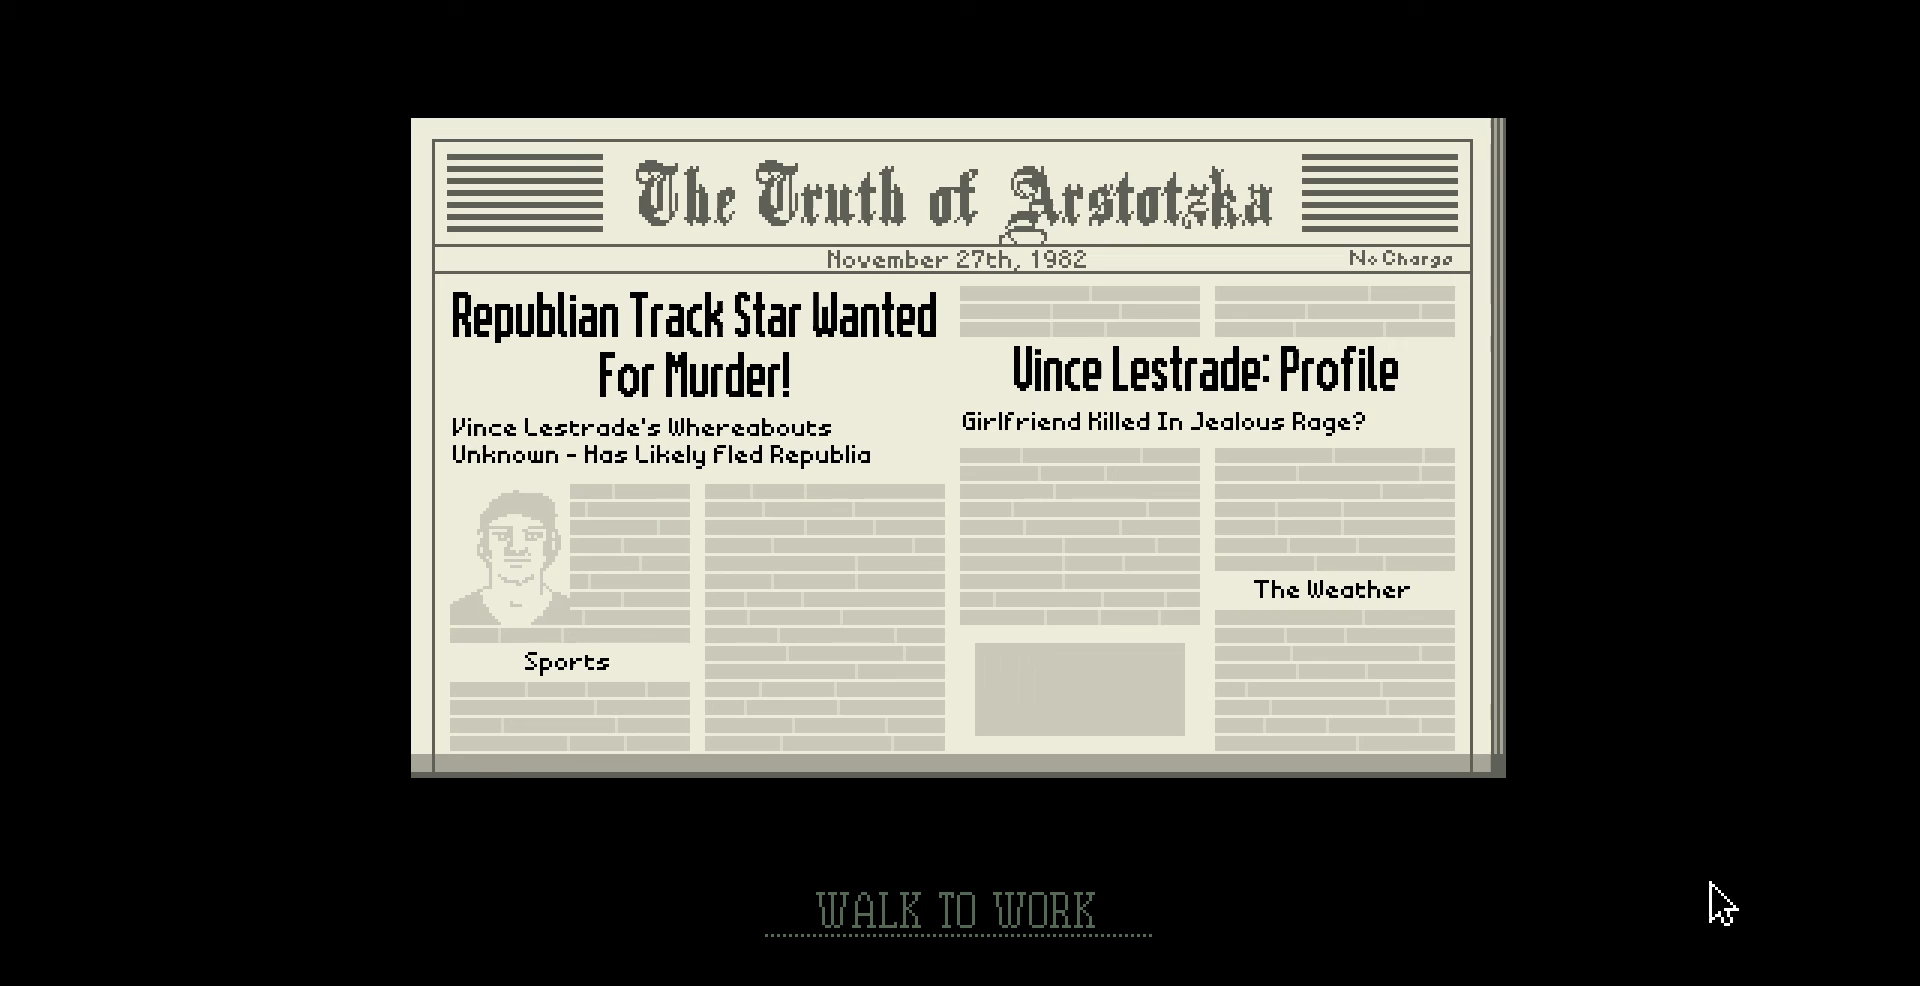 The Truth of Arstotzka
November 27th, 1982
No Charge
Republian Track Star Wanted
For Murder!
Vince Lestrade's Whereabouts
Unknown - Has Likely Fled Republia
Sports
Vince Lestrade: Profile
Girlfriend Killed In Jealous Rage?
The Weather
WALK TO WORK